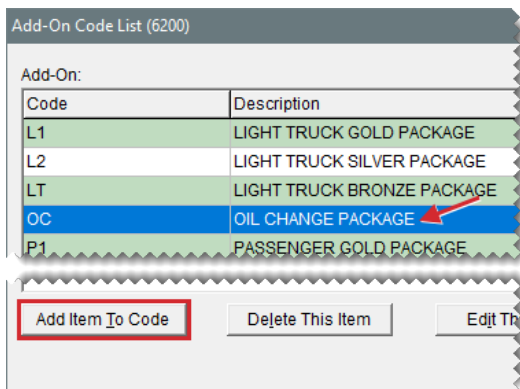 Add-On Code List (6200)
Add-On:
Code Description
L1 LIGHT TRUCK GOLD PACKAGE
L2 LIGHT TRUCK SILVER PACKAGE
LT LIGHT TRUCK BRONZE PACKAGE
OC OIL CHANGE PACKAGE
P1 PASSENGER GOLD PACKAGE
Add Item To Code Delete This Item Edit Th